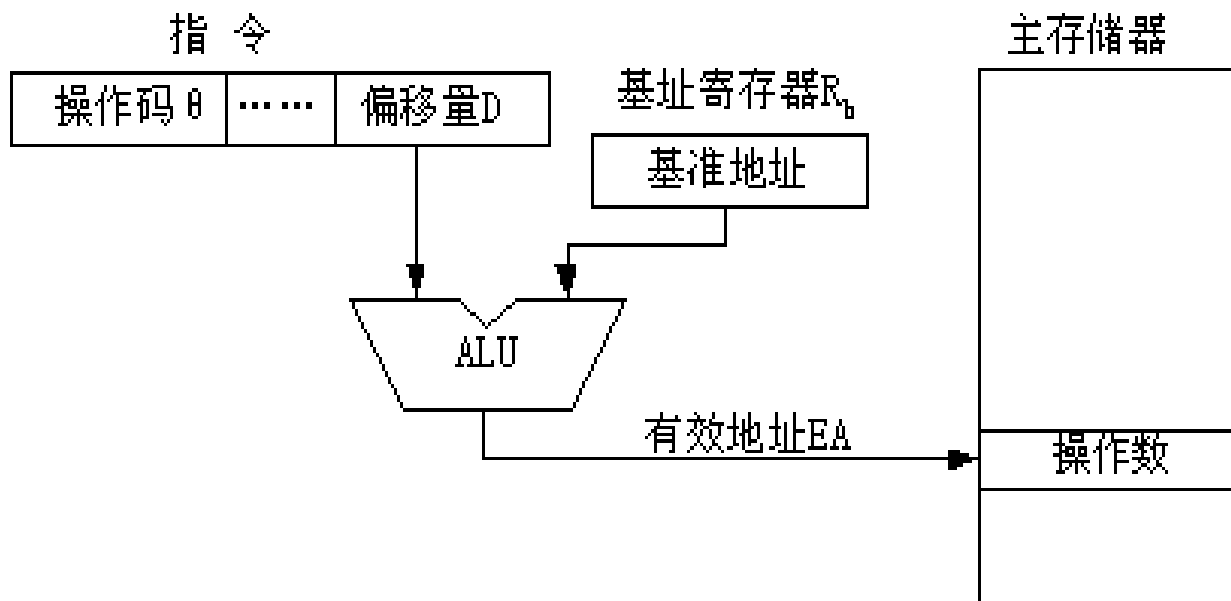 指 令
主存储器
操作码θ …… 偏移量D
基址寄存器Rb
基准地址
ALU
有效地址EA
操作数